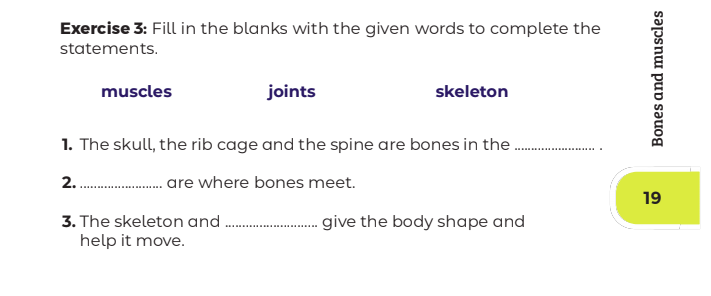 Exercise 3: Fill in the blanks with the given words to complete the
statements.
muscles joints skeleton
1. The skull, the rib cage and the spine are bones in the ........................ .
2. ........................ are where bones meet.
3. The skeleton and ........................... give the body shape and
help it move.
Bones and muscles
19